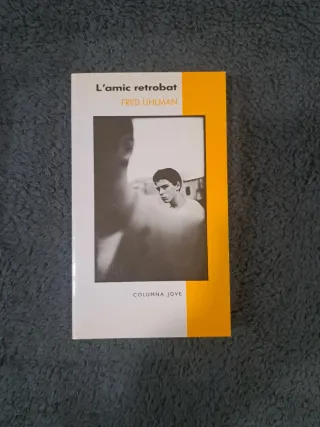 L'amic retrobat
FRED UHLMAN
COLUMNA JOVE